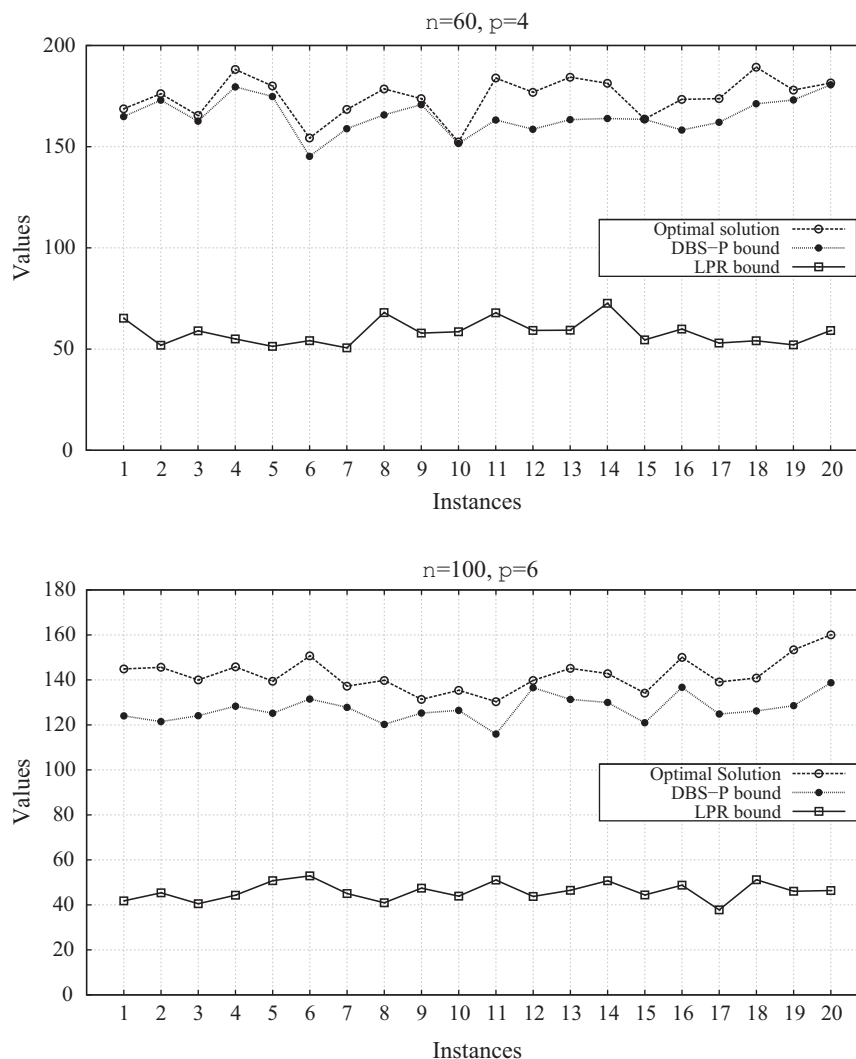 n=60, p=4
200
150
100
50
0
Values
Optimal solution
DBS−P bound
LPR bound
1 2 3 4 5 6 7 8 9 10 11 12 13 14 15 16 17 18 19 20
Instances
n=100, p=6
180
160
140
120
100
80
60
40
20
0
Values
Optimal Solution
DBS−P bound
LPR bound
1 2 3 4 5 6 7 8 9 10 11 12 13 14 15 16 17 18 19 20
Instances